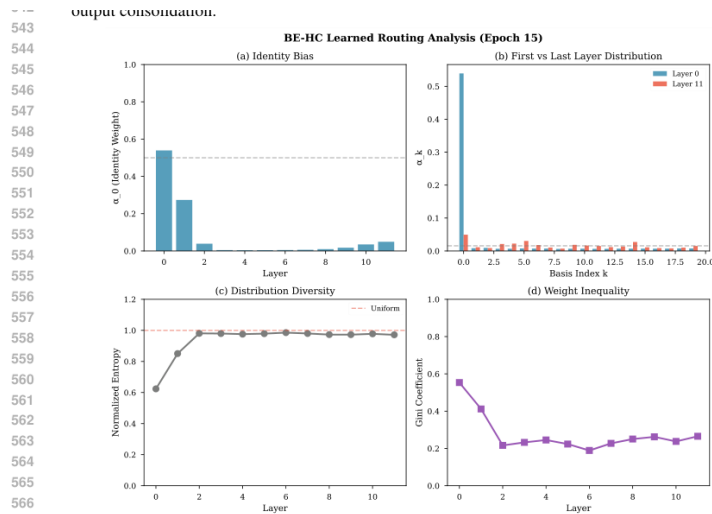 output consolidation.
543
544
545
546
547
548
549
550
551
552
553
554
555
556
557
558
559
560
561
562
563
564
565
566
BE-HC Learned Routing Analysis (Epoch 15)
(a) Identity Bias
1.0
0.8
0.6
0.4
0.2
0.0
α_0 (Identity Weight)
0 2 4 6 8 10
Layer
(b) First vs Last Layer Distribution
Layer 0
Layer 11
0.5
0.4
0.3
0.2
0.1
0.0
α_k
0.0 2.5 5.0 7.5 10.0 12.5 15.0 17.5 20.0
Basis Index k
(c) Distribution Diversity
Uniform
1.2
1.0
0.8
0.6
0.4
0.2
0.0
Normalized Entropy
0 2 4 6 8 10
Layer
(d) Weight Inequality
1.0
0.8
0.6
0.4
0.2
0.0
Gini Coefficient
0 2 4 6 8 10
Layer